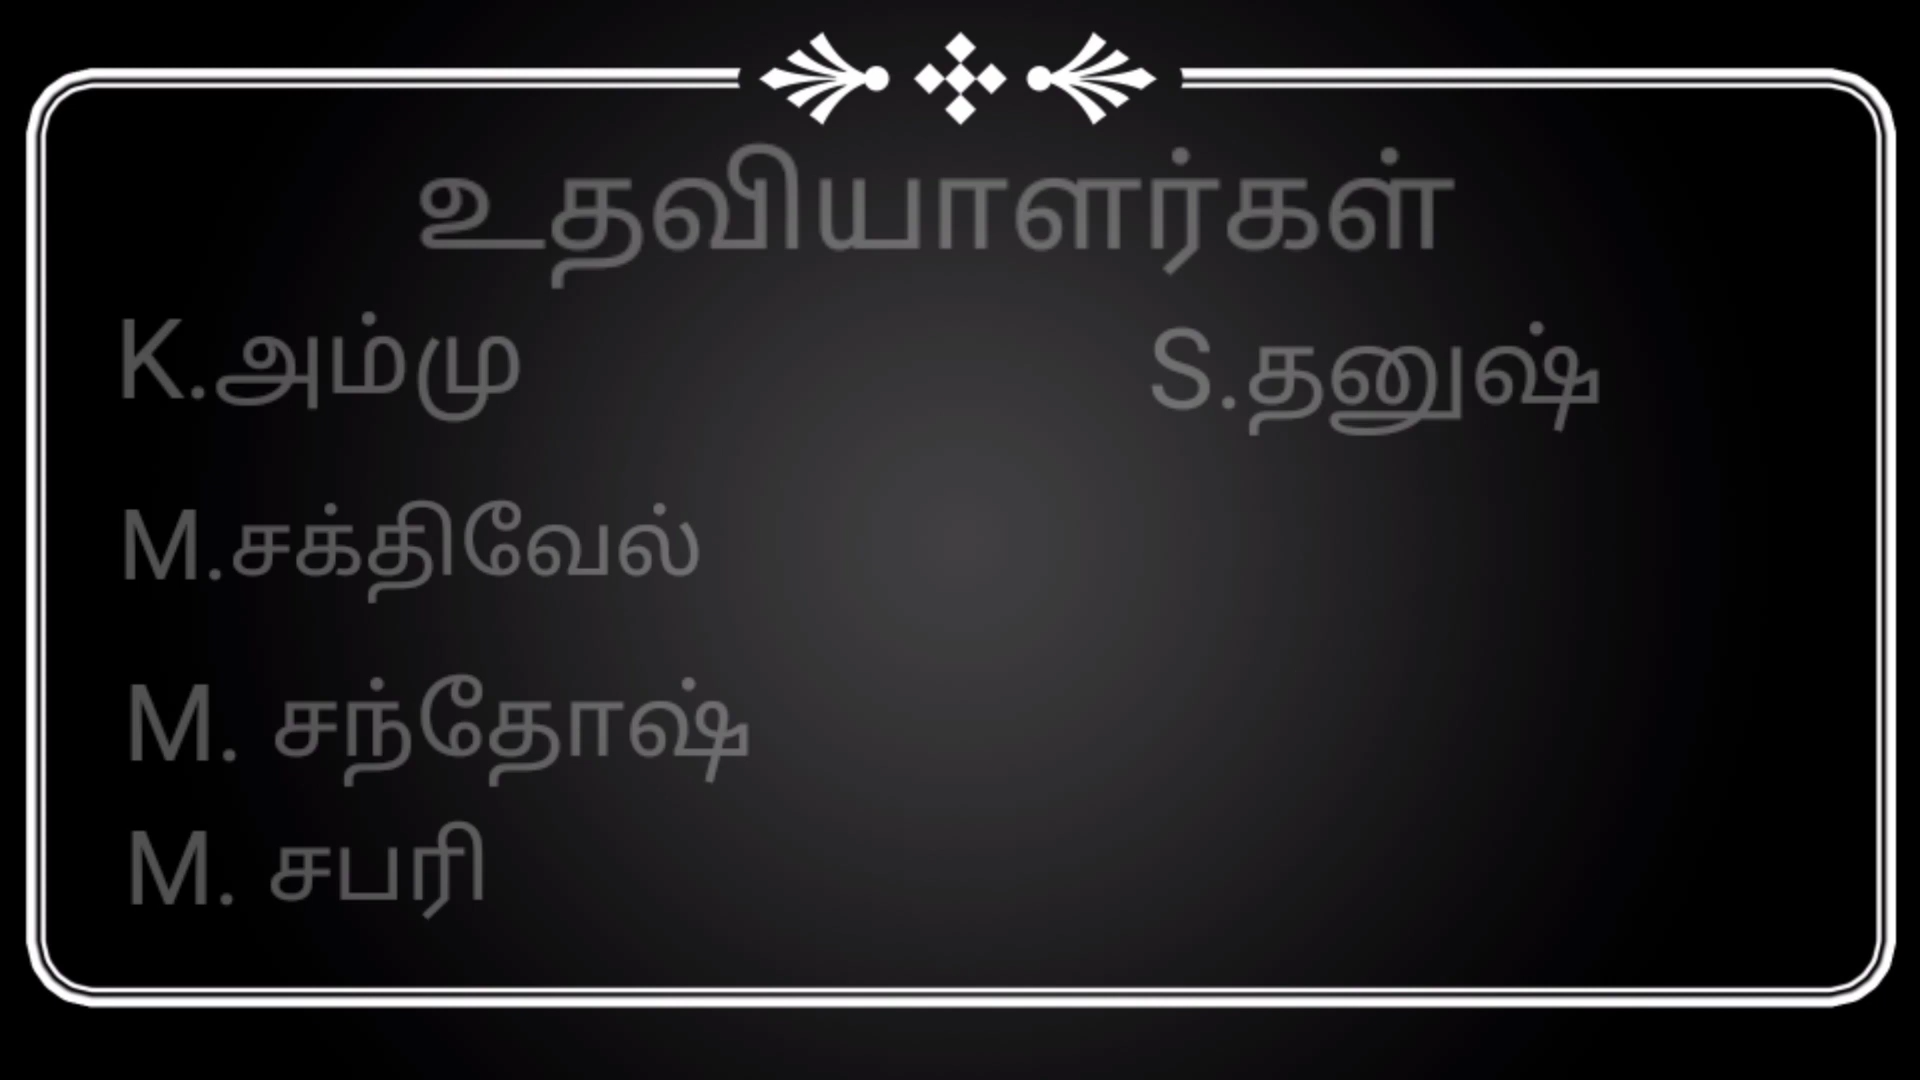 உதவியாளர்கள்
K.அம்மு
S.தனுஷ்
M.சக்திவேல்
M. சந்தோஷ்
M. சபரி